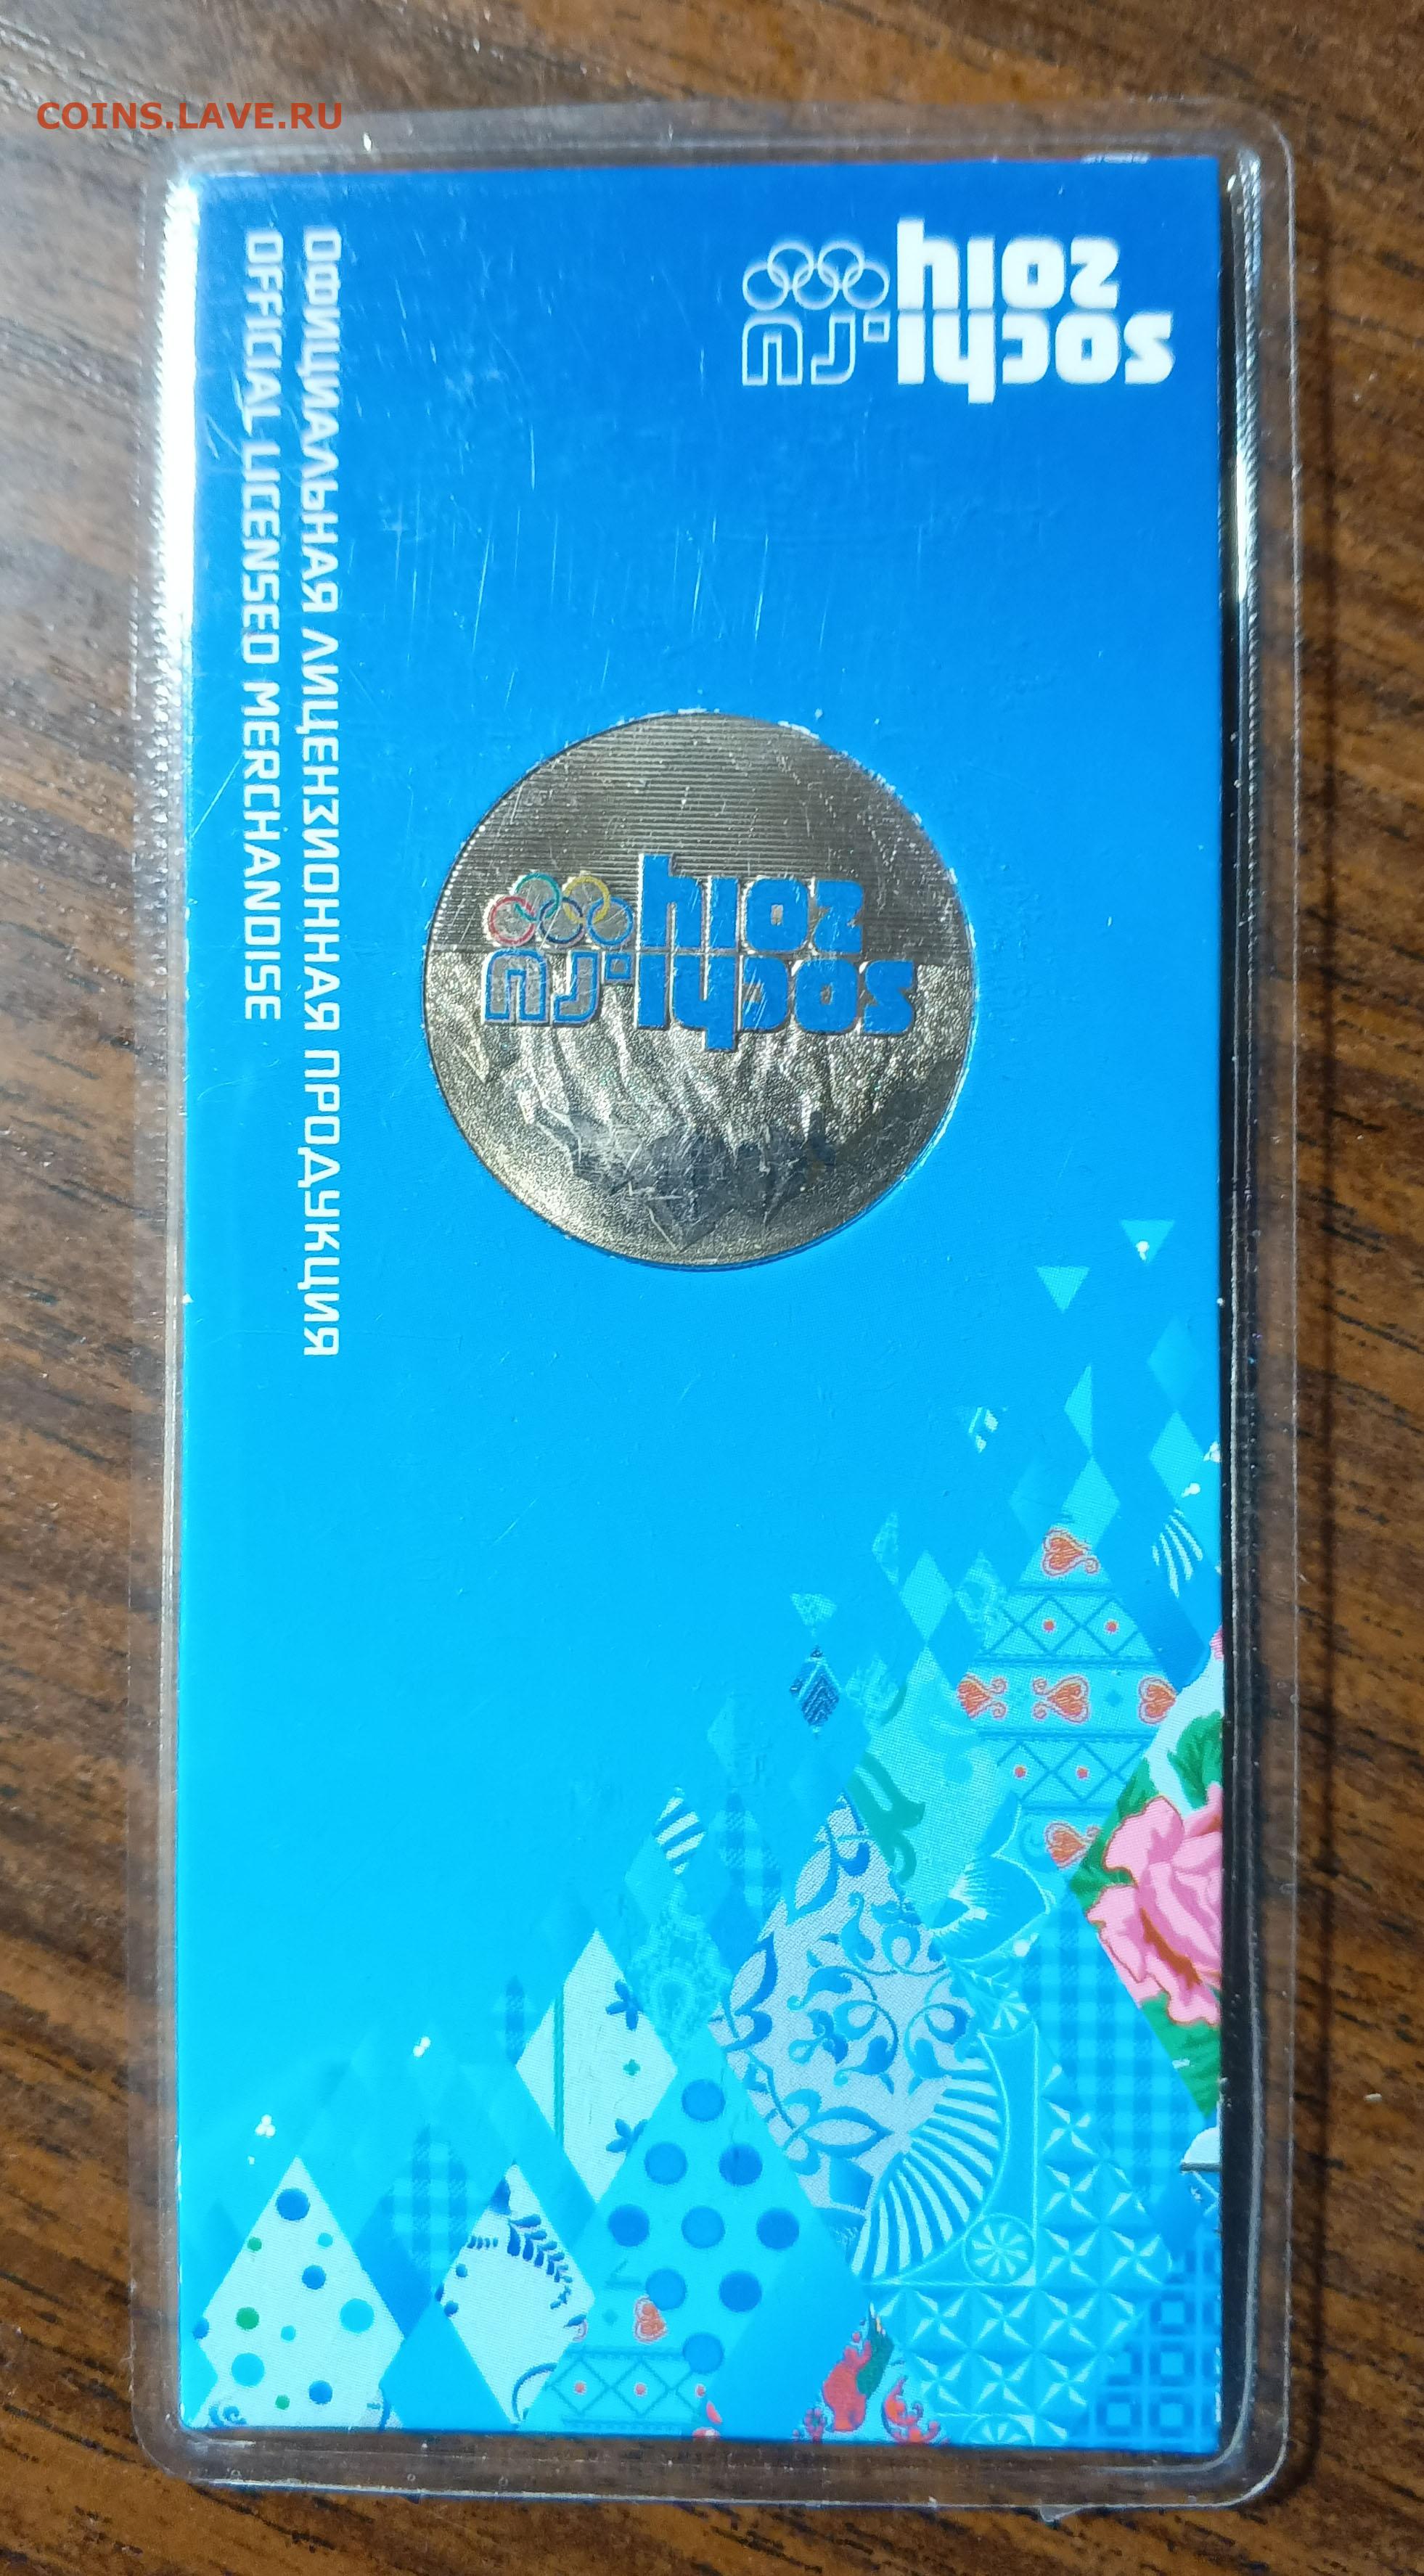 COINS.LAVE.RU
sochi.ru
2014
ОФИЦИАЛЬНАЯ ЛИЦЕНЗИОННАЯ ПРОДУКЦИЯ
OFFICIAL LICENSED MERCHANDISE
sochi.ru
2014